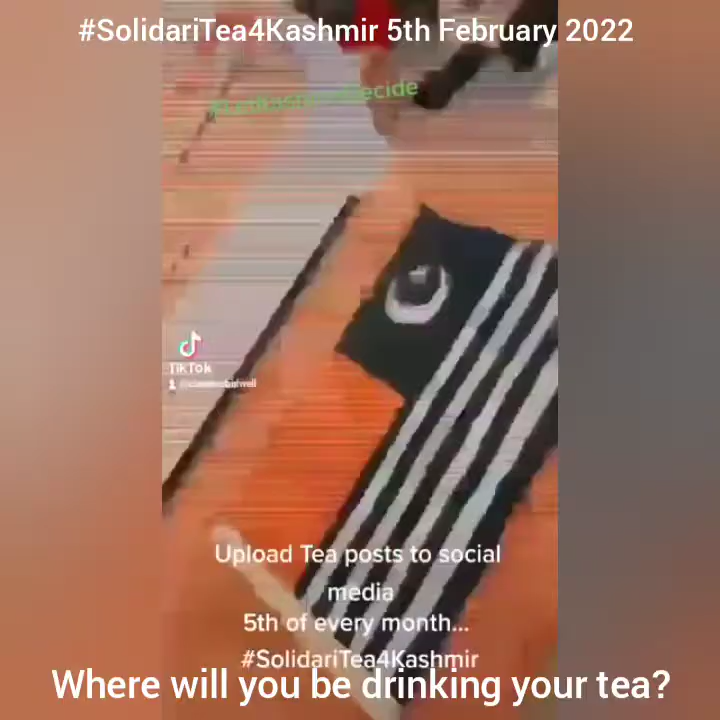 #SolidariTea4Kashmir 5th February 2022
TikTok
Upload Tea posts to social
media
5th of every month...
#SolidariTea4Kashmir
Where will you be drinking your tea?